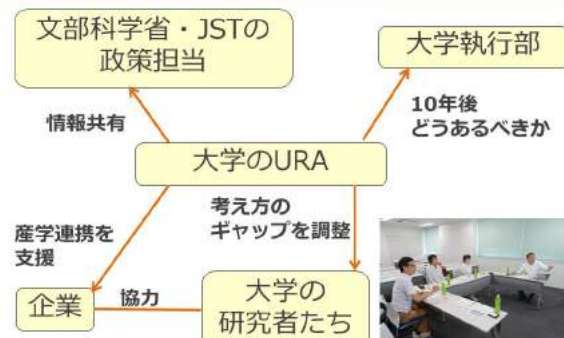 文部科学省・JSTの
政策担当
大学執行部
情報共有
10年後
どうあるべきか
大学のURA
産学連携を
支援
考え方の
ギャップを調整
企業
協力
大学の
研究者たち